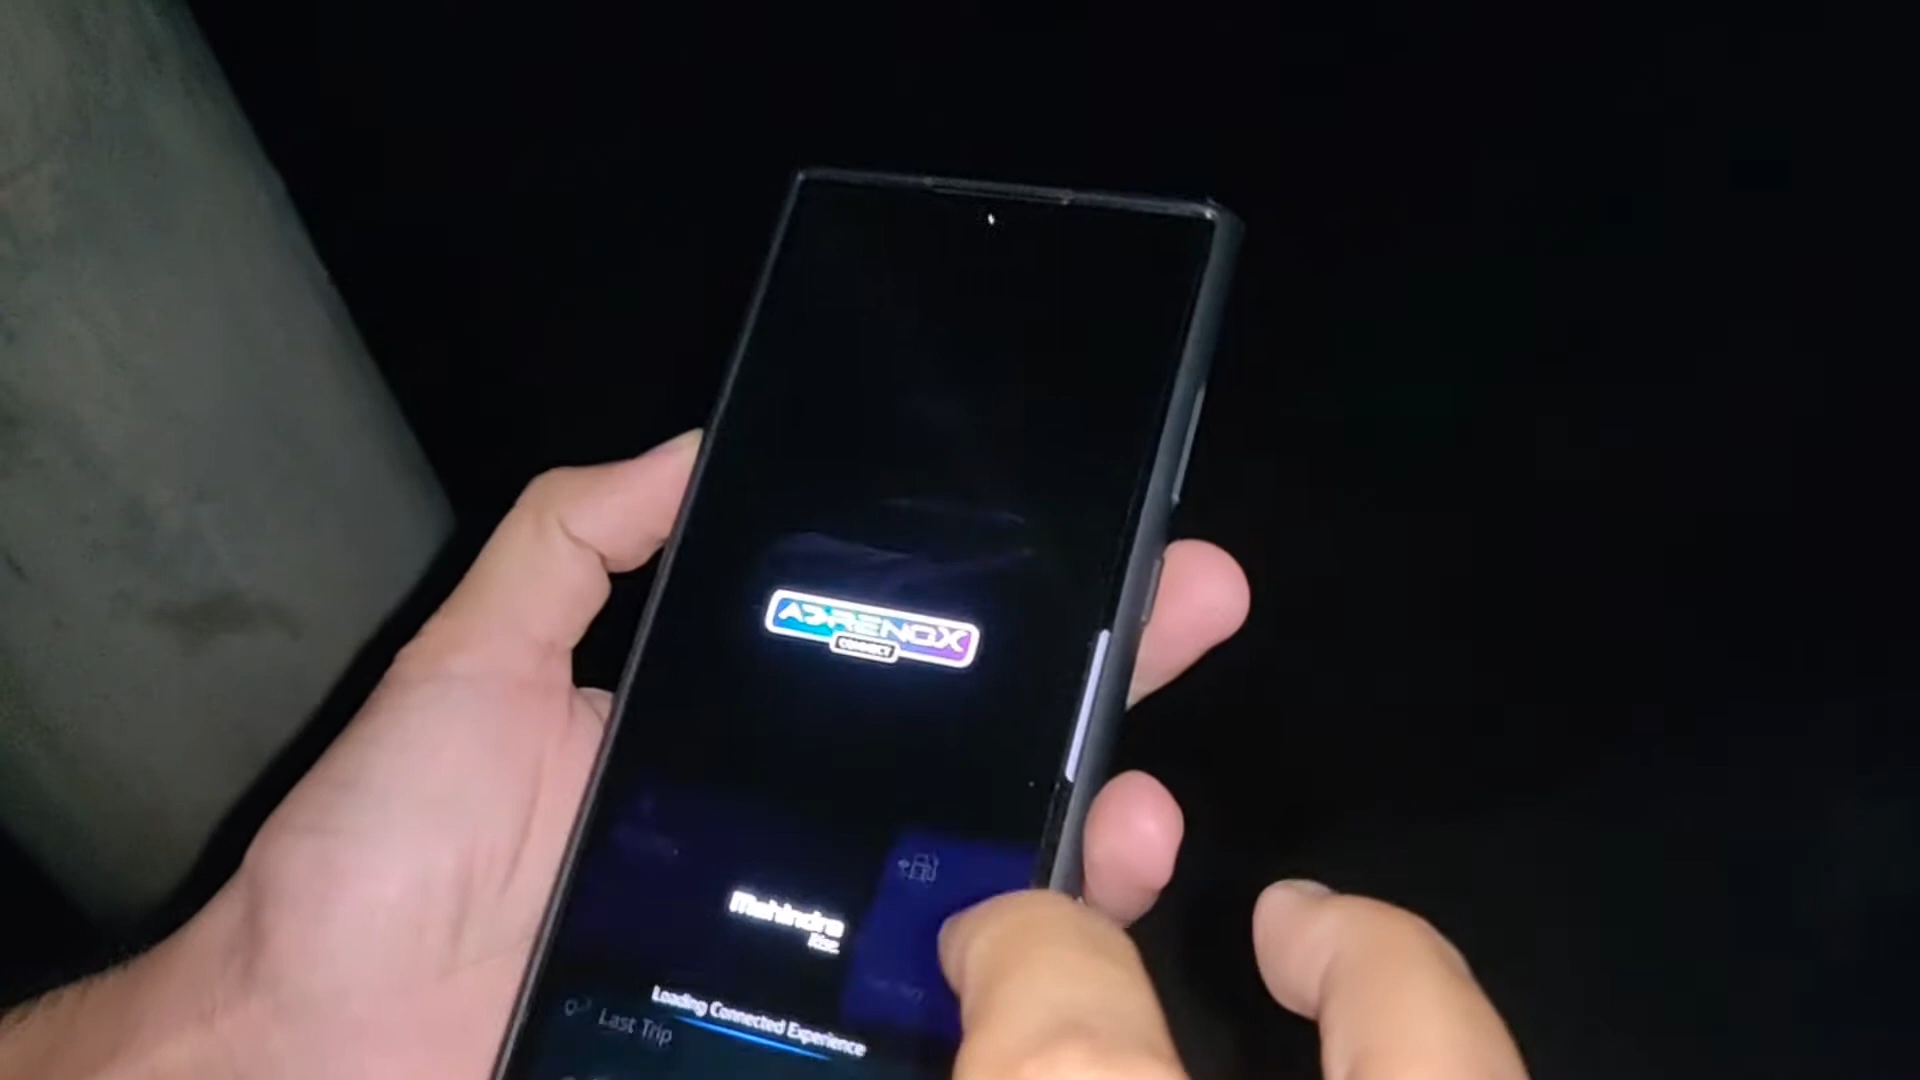 ADRENOX
CONNECT
Mahindra
Rise.
Loading Connected Experience
Last Trip